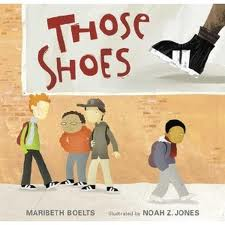 THOSE
SHOES
MARIBETH BOELTS illustrated by NOAH Z. JONES